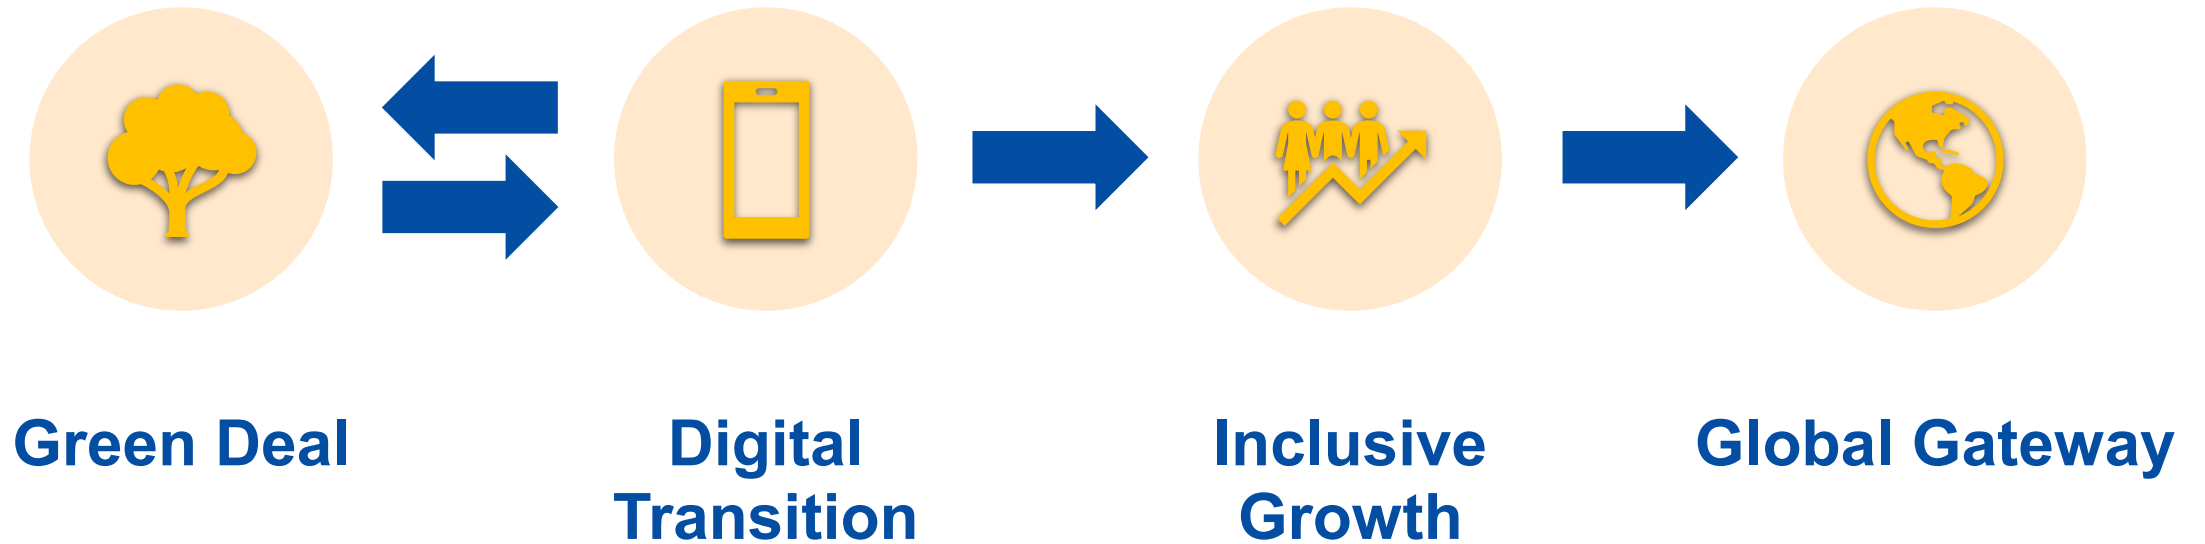 Green Deal
Digital
Transition
Inclusive
Growth
Global Gateway